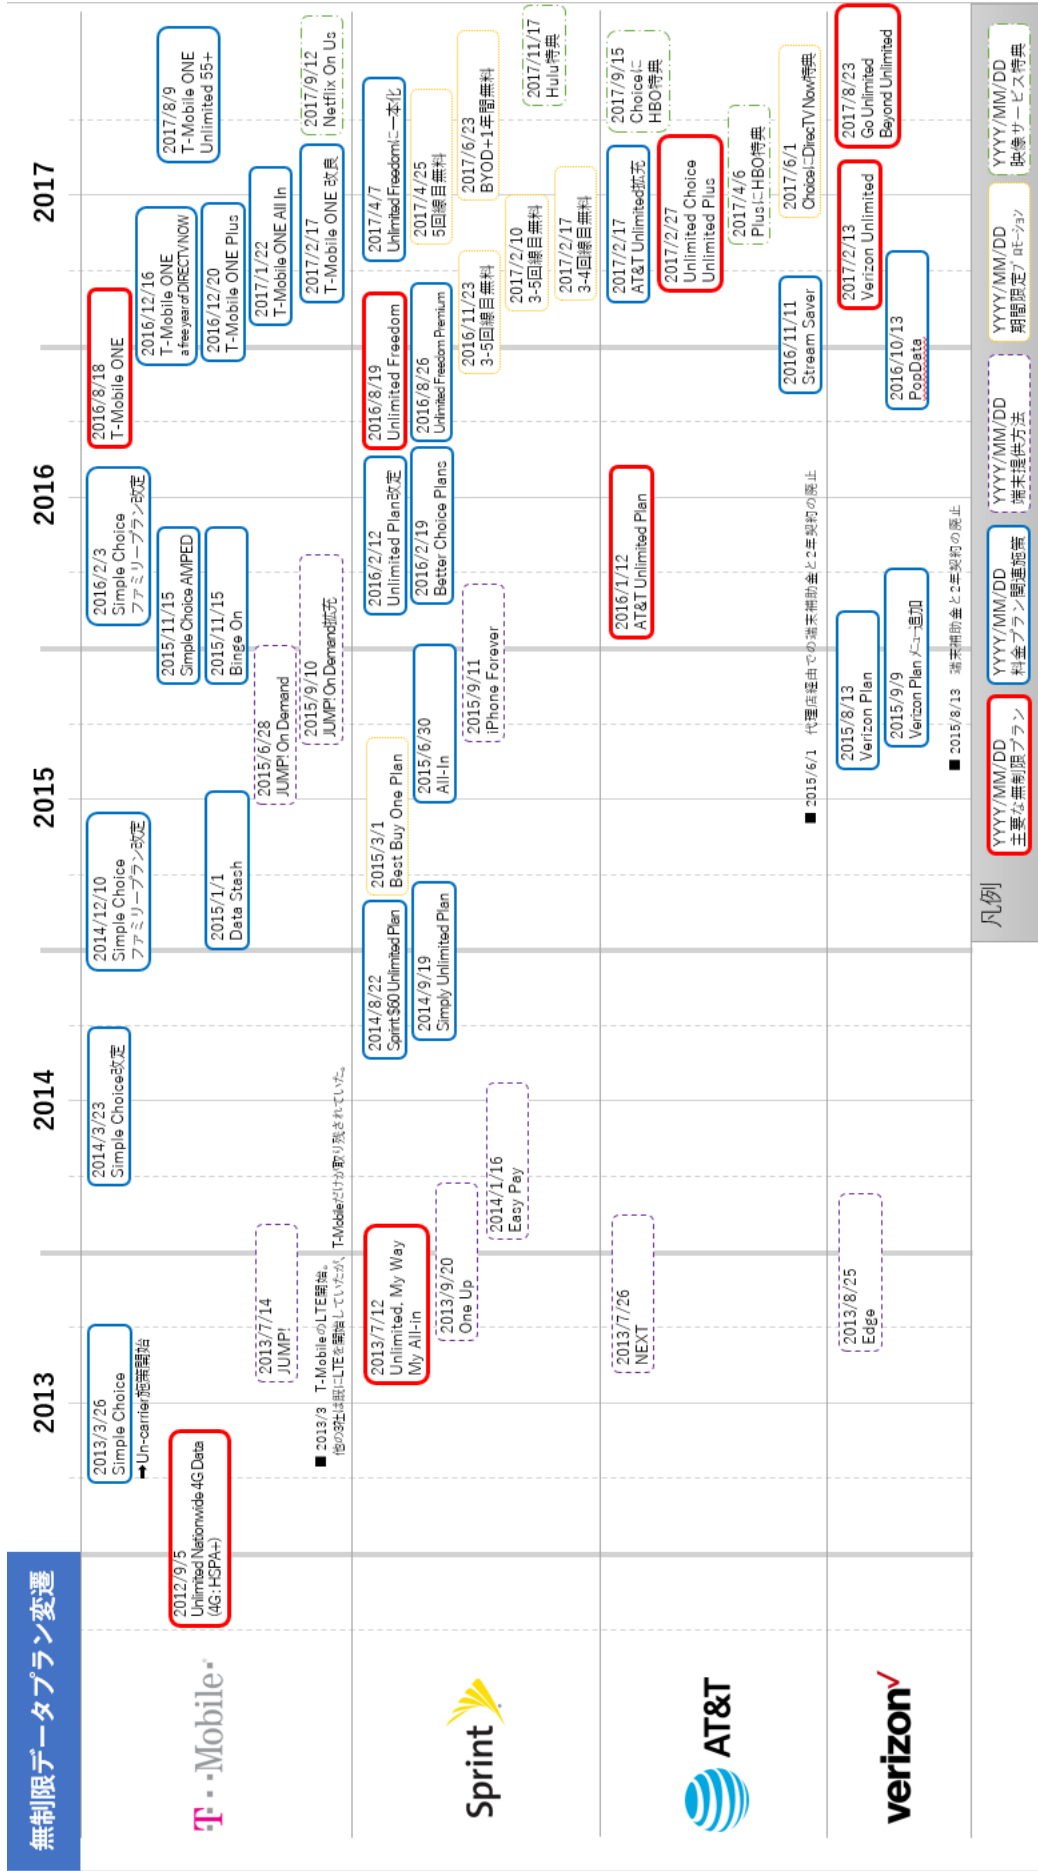 無制限データプラン変遷
2013
2014
2015
2016
2017
T··Mobile·
2012/9/5
Unlimited Nationwide 4G Data
(4G:HSPA+)
2013/3/26
Simple Choice
➡Un-carrier施策開始
2014/3/23
Simple Choice改定
2014/12/10
Simple Choice
ファミリープラン改定
2016/2/3
Simple Choice
ファミリープラン改定
2016/8/18
T-Mobile ONE
2015/11/15
Simple Choice AMPED
2016/12/16
T-Mobile ONE
a free year of DIRECTV NOW
2017/8/9
T-Mobile ONE
Unlimited 55+
2015/1/1
Data Stash
2015/11/15
Binge On
2016/12/20
T-Mobile ONE Plus
2013/7/14
JUMP!
2015/6/28
JUMP! On Demand
2017/1/22
T-Mobile ONE All In
2015/9/10
JUMP!On Demand拡充
2017/2/17
T-Mobile ONE 改良
2017/9/12
Netflix On Us
■ 2013/3 T-MobileのLTE開始。
他の3社は既にLTEを開始していたが、T-Mobileだけが取り残されていた。
Sprint
2013/7/12
Unlimited, My Way
My All-in
2014/8/22
Sprint $60 Unlimited Plan
2015/3/1
Best Buy One Plan
2016/2/12
Unlimited Plan改定
2016/8/19
Unlimited Freedom
2017/4/7
Unlimited Freedomに一本化
2014/9/19
Simply Unlimited Plan
2015/6/30
All-In
2016/2/19
Better Choice Plans
2016/8/26
Unlimited Freedom Premium
2017/4/25
5回線目無料
2013/9/20
One Up
2015/9/11
iPhone Forever
2016/11/23
3-5回線目無料
2017/6/23
BYOD+1年間無料
2014/1/16
Easy Pay
2017/2/10
3-5回線目無料
2017/11/17
Hulu特典
2017/2/17
3-4回線目無料
AT&T
2013/7/26
NEXT
2016/1/12
AT&T Unlimited Plan
2017/2/17
AT&T Unlimited拡充
2017/9/15
Choiceに
HBO特典
2017/2/27
Unlimited Choice
Unlimited Plus
2017/4/6
PlusにHBO特典
2016/11/11
Stream Saver
2017/6/1
ChoiceにDirecTV Now特典
■ 2015/6/1 代理店経由での端末補助金と2年契約の廃止
verizon✓
2013/8/25
Edge
2015/8/13
Verizon Plan
2017/2/13
Verizon Unlimited
2017/8/23
Go Unlimited
Beyond Unlimited
2015/9/9
Verizon Plan メニュー追加
2016/10/13
PopData
■ 2015/8/13 端末補助金と2年契約の廃止
凡例
YYYY/MM/DD
主要な無制限プラン
YYYY/MM/DD
料金プラン関連施策
YYYY/MM/DD
端末提供方法
YYYY/MM/DD
期間限定プロモーション
YYYY/MM/DD
映像サービス特典